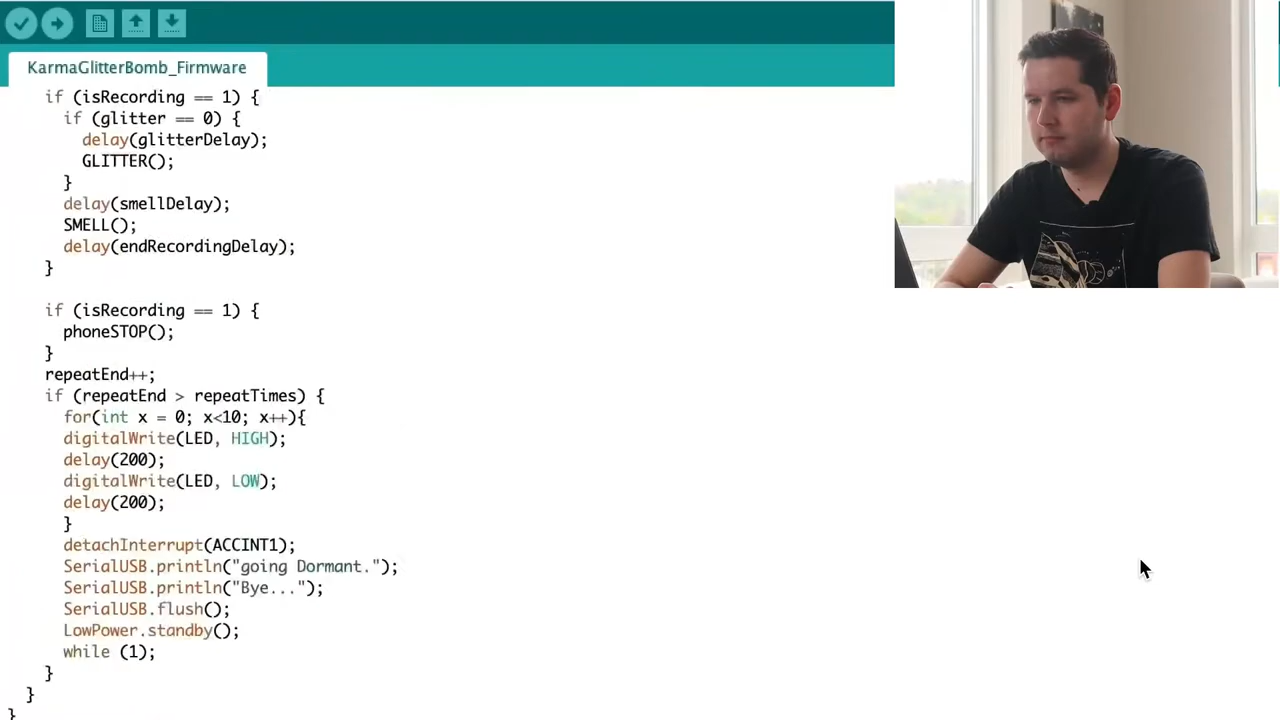 KarmaGlitterBomb_Firmware
if (isRecording == 1) {
if (glitter == 0) {
delay(glitterDelay);
GLITTER();
}
delay(smellDelay);
SMELL();
delay(endRecordingDelay);
}
if (isRecording == 1) {
phoneSTOP();
}
repeatEnd++;
if (repeatEnd > repeatTimes) {
for(int x = 0; x<10; x++){
digitalWrite(LED, HIGH);
delay(200);
digitalWrite(LED, LOW);
delay(200);
}
detachInterrupt(ACCINT1);
SerialUSB.println("going Dormant.");
SerialUSB.println("Bye...");
SerialUSB.flush();
LowPower.standby();
while (1);
}
}
}